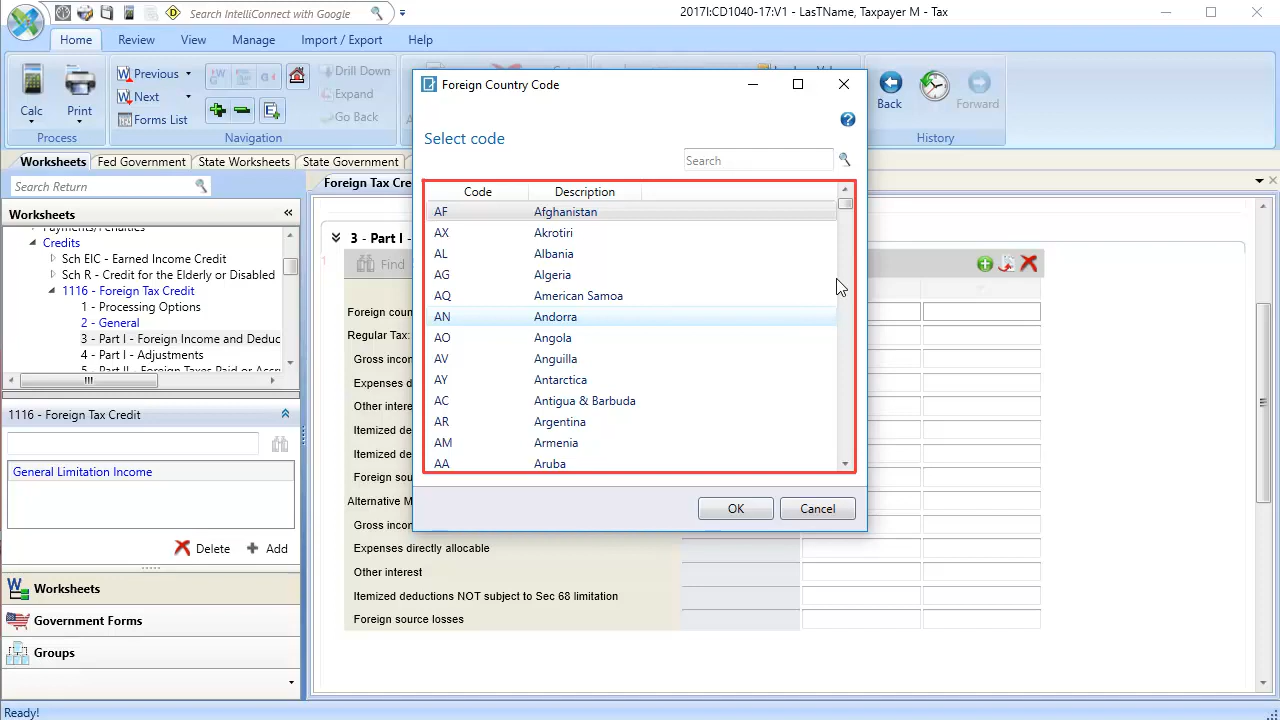 Search IntelliConnect with Google
2017I:CD1040-17:V1 - LasTName, Taxpayer M - Tax
Home
Review
View
Manage
Import / Export
Help
Calc
Print
Process
Previous
Next
Forms List
Drill Down
Expand
Go Back
Navigation
Back
Forward
History
Worksheets
Fed Government
State Worksheets
State Government
Search Return
Foreign Tax Cre
Worksheets
Credits
Sch EIC - Earned Income Credit
Sch R - Credit for the Elderly or Disabled
1116 - Foreign Tax Credit
1 - Processing Options
2 - General
3 - Part I - Foreign Income and Deduc
4 - Part I - Adjustments
5 - Part II - Foreign Taxes Paid or Accr
1116 - Foreign Tax Credit
General Limitation Income
Delete
Add
Worksheets
Government Forms
Groups
Ready!
3 - Part I -
1
Find
Foreign coun
Regular Tax:
Gross incom
Expenses d
Other intere
Itemized de
Itemized de
Foreign sou
Alternative M
Gross incom
Expenses directly allocable
Other interest
Itemized deductions NOT subject to Sec 68 limitation
Foreign source losses
Foreign Country Code
Select code
Search
Code Description
AF Afghanistan
AX Akrotiri
AL Albania
AG Algeria
AQ American Samoa
AN Andorra
AO Angola
AV Anguilla
AY Antarctica
AC Antigua & Barbuda
AR Argentina
AM Armenia
AA Aruba
OK
Cancel